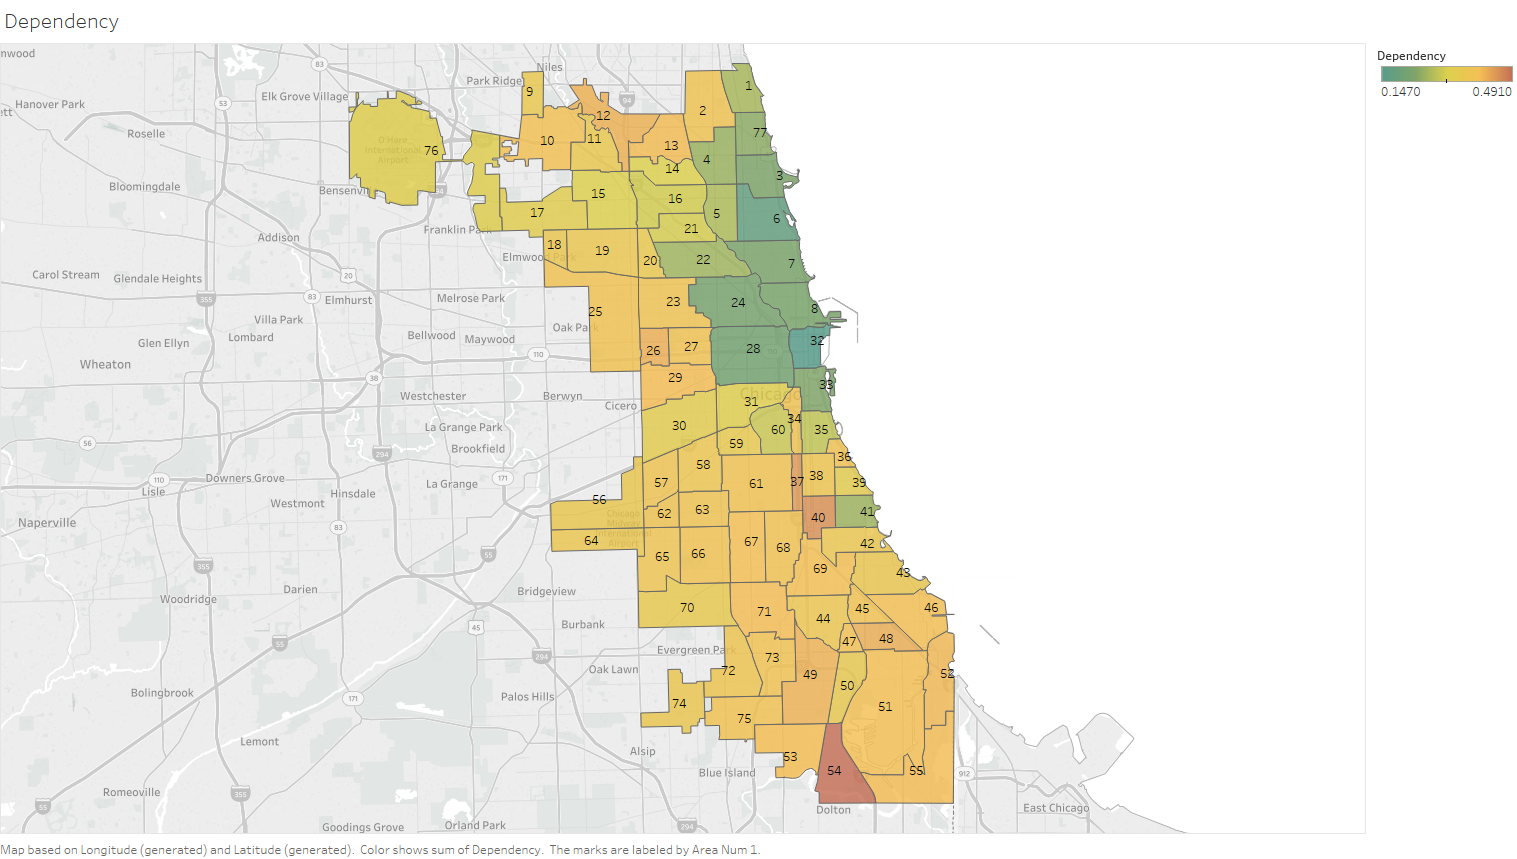 Dependency
nwood
Niles
83
Park Ridge
9
1
Dependency
0.1470
0.4910
Elk Grove Village
94
Hanover Park
53
2
ett
12
Roselle
77
O'Hare
International
Airport
76
10
11
13
4
14
3
Bloomingdale
Bensenvi
15
16
5
6
17
Franklin Park
21
Addison
18
19
Elmwood Park
20
22
7
Carol Stream
Glendale Heights
20
355
83
Elmhurst
Melrose Park
23
24
8
25
Villa Park
Oak Park
Glen Ellyn
Lombard
Bellwood
Maywood
32
26
27
28
110
Wheaton
38
29
33
Westchester
Berwyn
Chicago
Cicero
31
34
La Grange Park
30
60
35
56
Brookfield
59
294
36
58
110
Downers Grove
171
57
61
37
38
39
Lisle
La Grange
Hinsdale
56
Westmont
62
63
41
Naperville
83
Chicago
Midway
International
Airport
40
64
67
68
42
55
65
66
355
69
43
Darien
Bridgeview
Woodridge
70
71
45
46
44
Burbank
45
55
47
48
Evergreen Park
294
73
Oak Lawn
72
49
52
Bolingbrook
171
Palos Hills
74
50
51
75
Lemont
Alsip
53
Blue Island
54
55
912
Romeoville
355
55
Dolton
East Chicago
Goodings Grove
Orland Park
294
Map based on Longitude (generated) and Latitude (generated).  Color shows sum of Dependency.  The marks are labeled by Area Num 1.